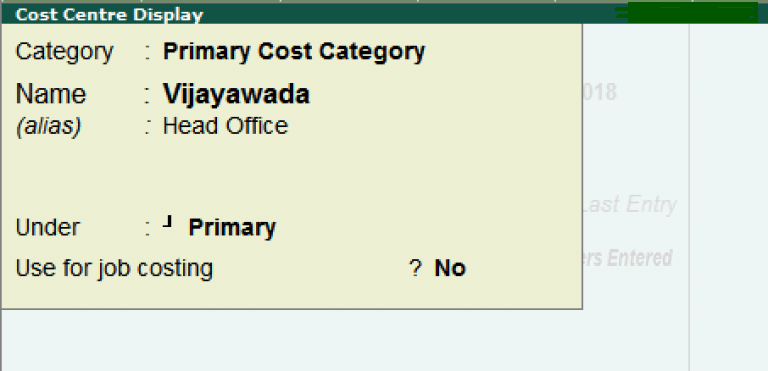 Cost Centre Display
Category : Primary Cost Category
Name : Vijayawada
(alias) : Head Office
018
Last Entry
Under : ┘ Primary
rs Entered
Use for job costing ? No